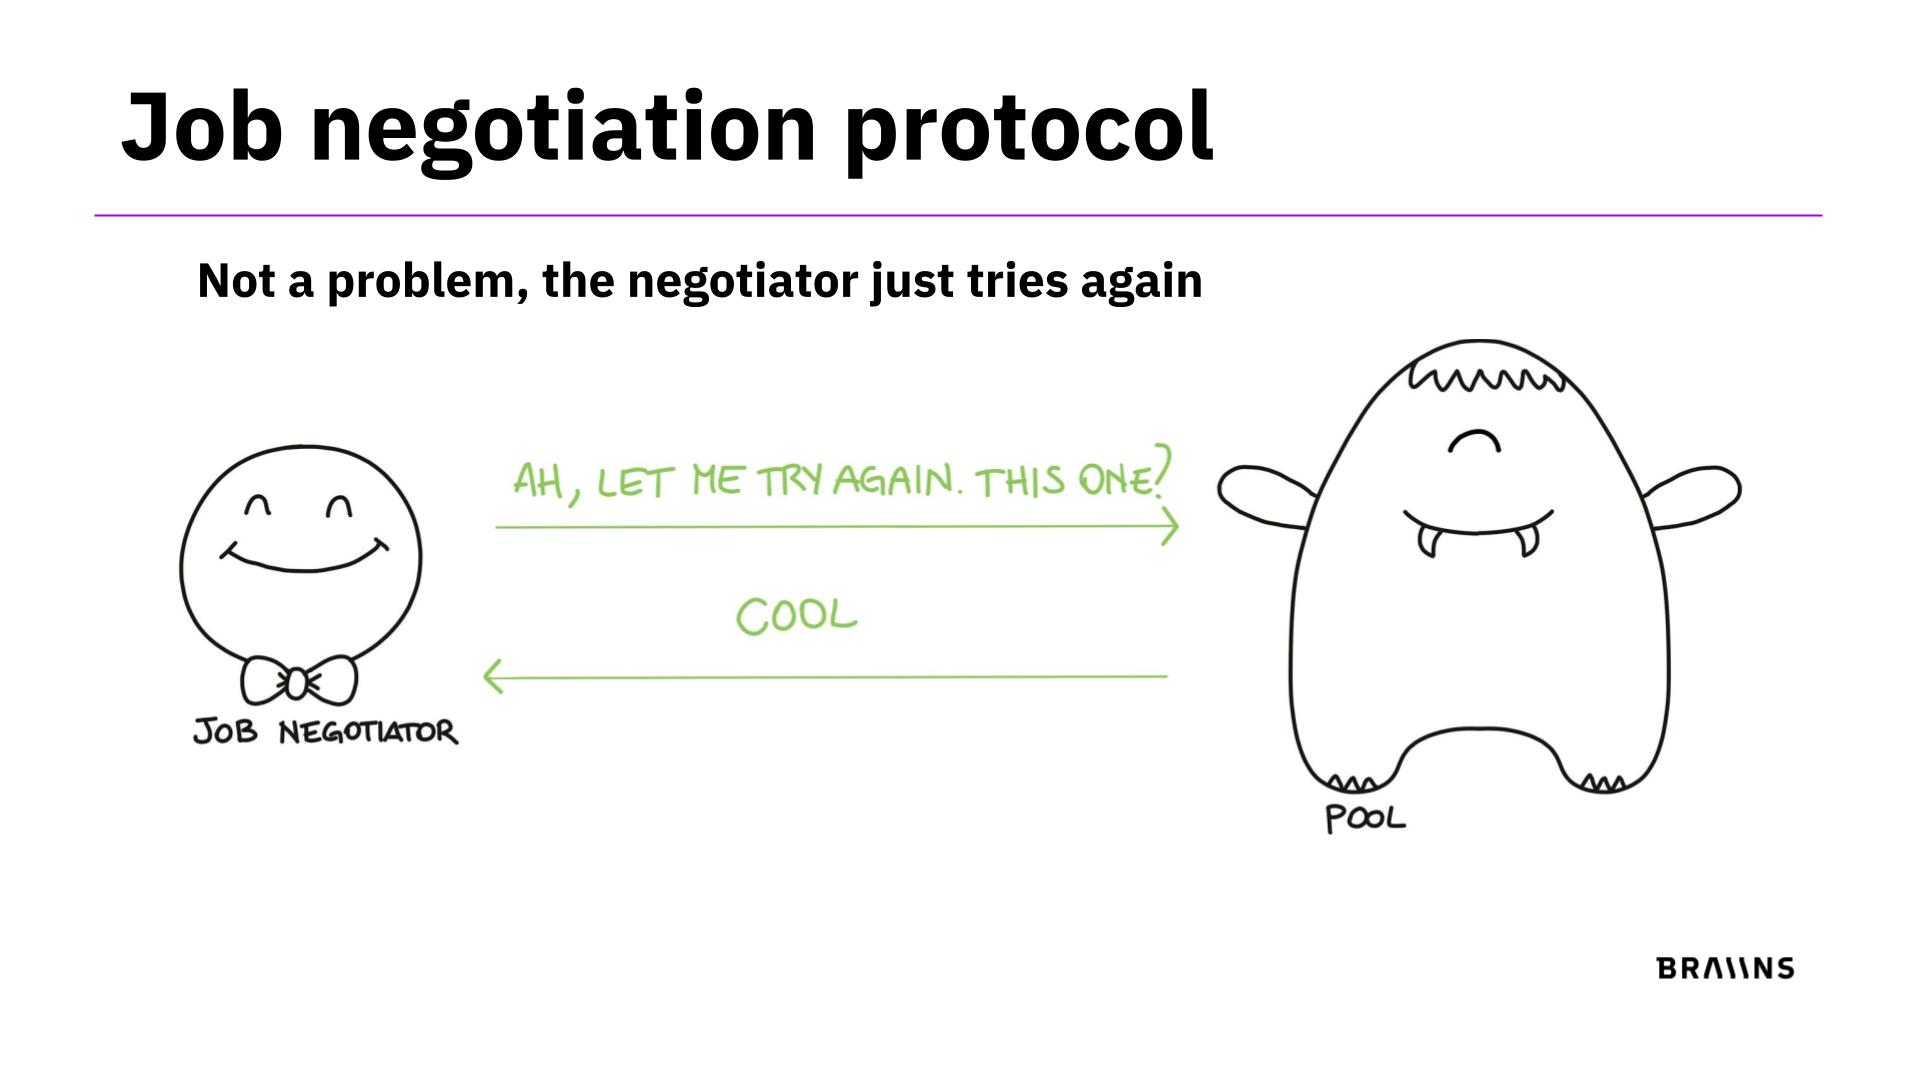 Job negotiation protocol
Not a problem, the negotiator just tries again
AH, LET ME TRY AGAIN. THIS ONE?
COOL
JOB NEGOTIATOR
POOL
BRAIINS